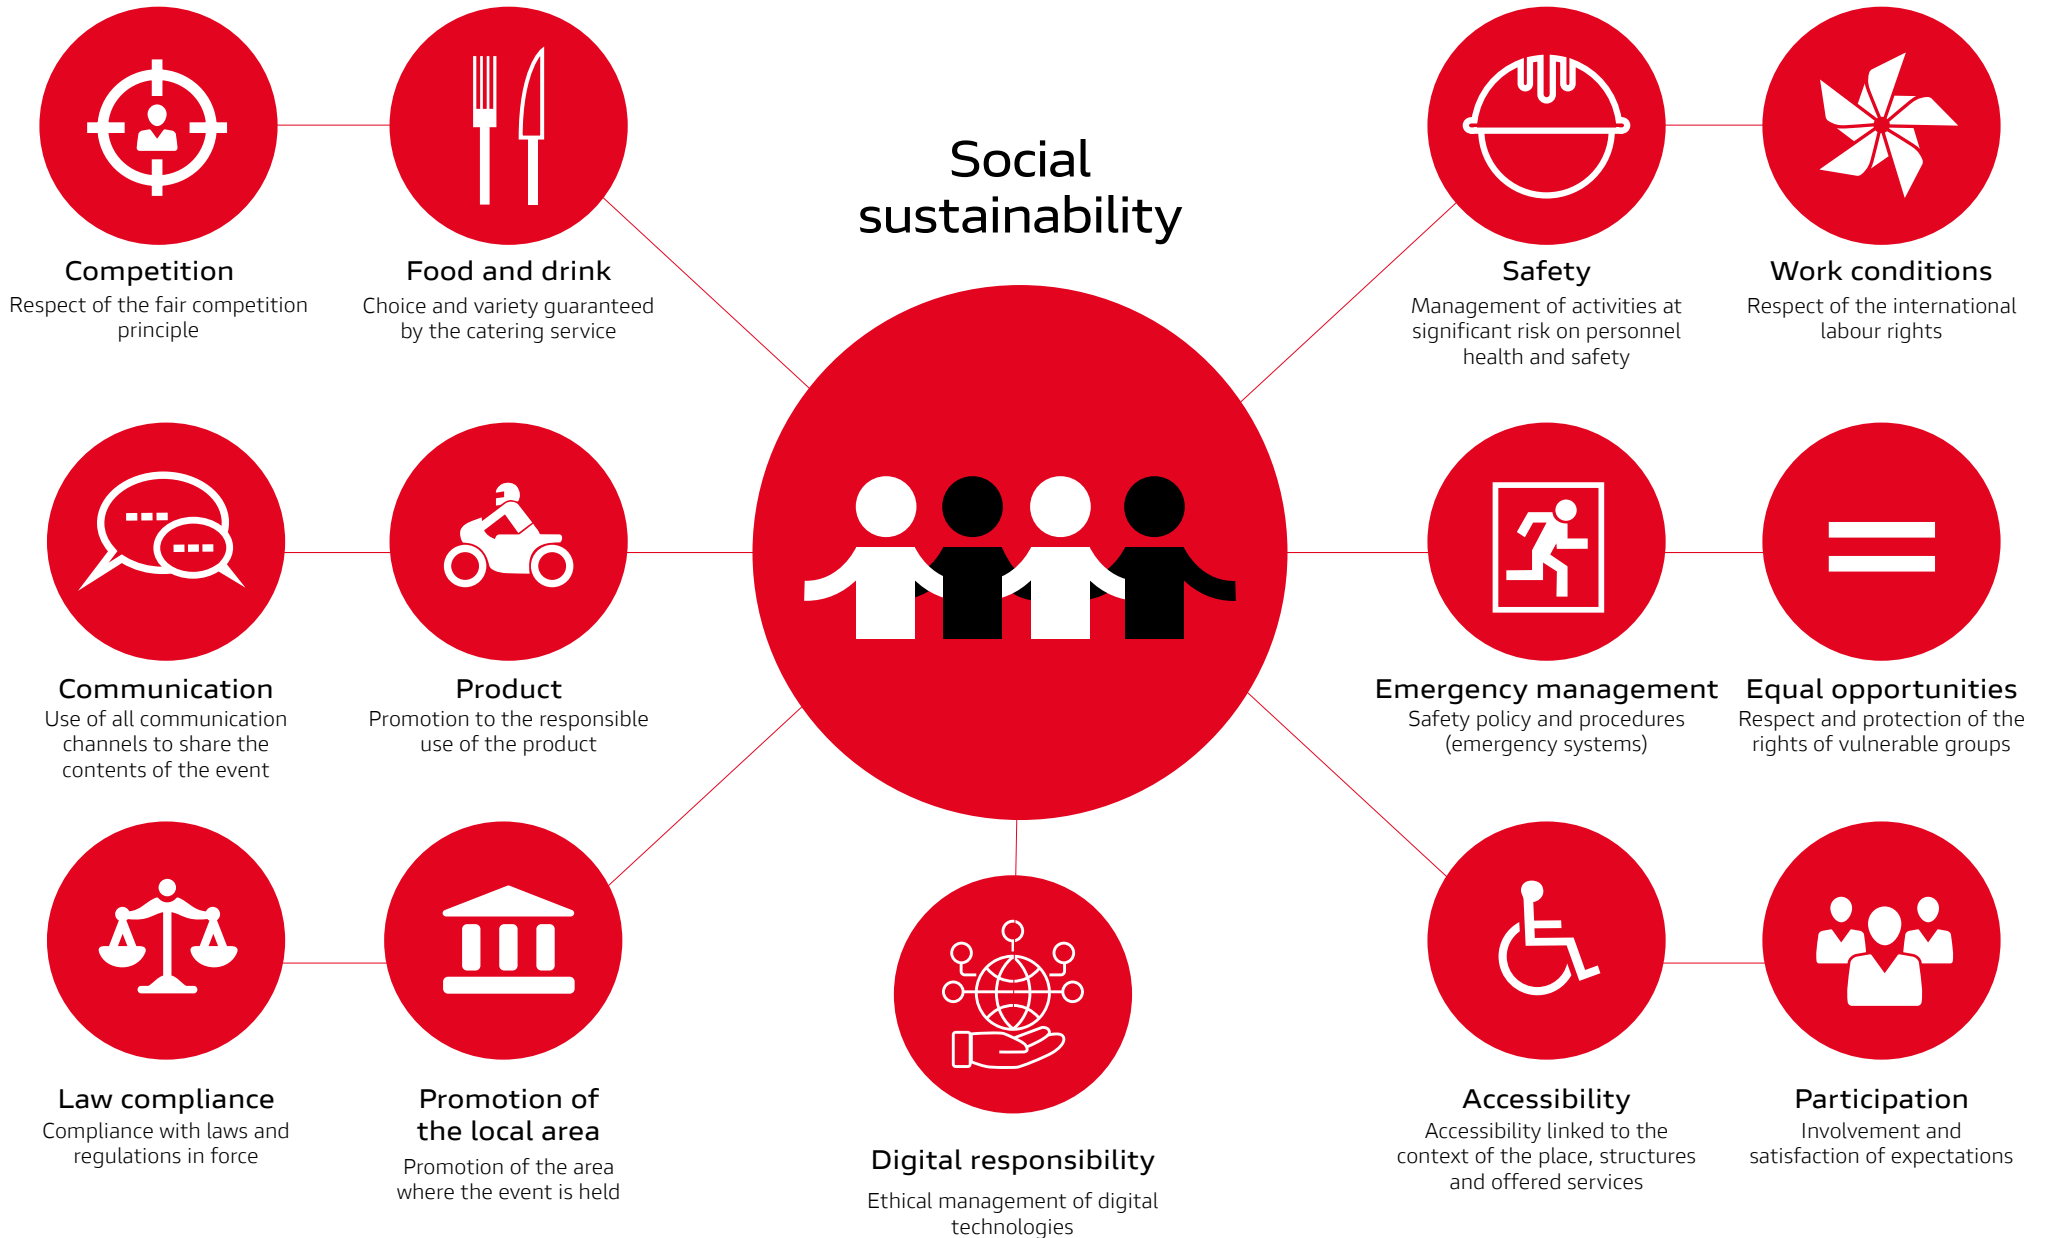 Social
sustainability
Competition
Respect of the fair competition
principle
Food and drink
Choice and variety guaranteed
by the catering service
Safety
Management of activities at
significant risk on personnel
health and safety
Work conditions
Respect of the international
labour rights
Communication
Use of all communication
channels to share the
contents of the event
Product
Promotion to the responsible
use of the product
Emergency management
Safety policy and procedures
(emergency systems)
Equal opportunities
Respect and protection of the
rights of vulnerable groups
Law compliance
Compliance with laws and
regulations in force
Promotion of
the local area
Promotion of the area
where the event is held
Digital responsibility
Ethical management of digital
technologies
Accessibility
Accessibility linked to the
context of the place, structures
and offered services
Participation
Involvement and
satisfaction of expectations